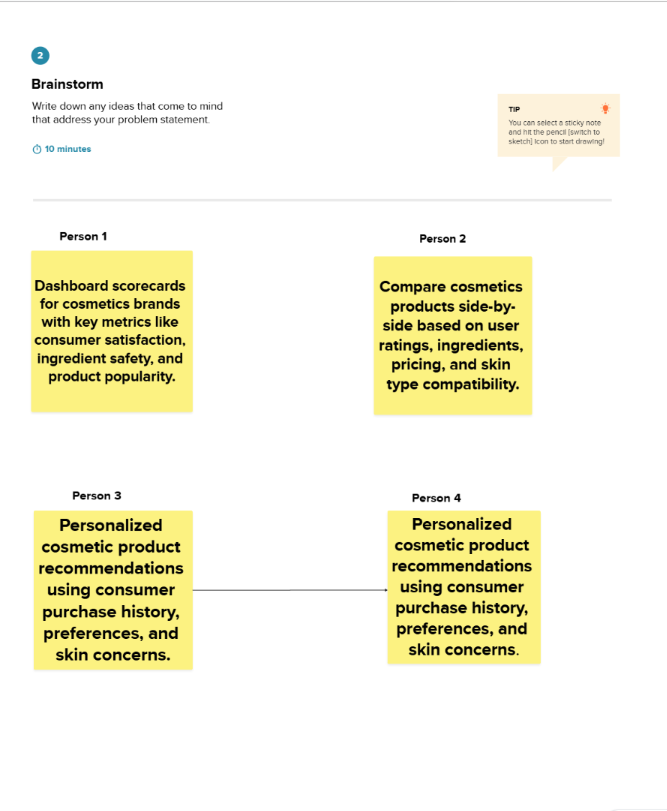 2
Brainstorm
Write down any ideas that come to mind
that address your problem statement.
10 minutes
TIP
You can select a sticky note
and hit the pencil [switch to
sketch] icon to start drawing!
Person 1
Dashboard scorecards
for cosmetics brands
with key metrics like
consumer satisfaction,
ingredient safety, and
product popularity.
Person 2
Compare cosmetics
products side-by-
side based on user
ratings, ingredients,
pricing, and skin
type compatibility.
Person 3
Personalized
cosmetic product
recommendations
using consumer
purchase history,
preferences, and
skin concerns.
Person 4
Personalized
cosmetic product
recommendations
using consumer
purchase history,
preferences, and
skin concerns.